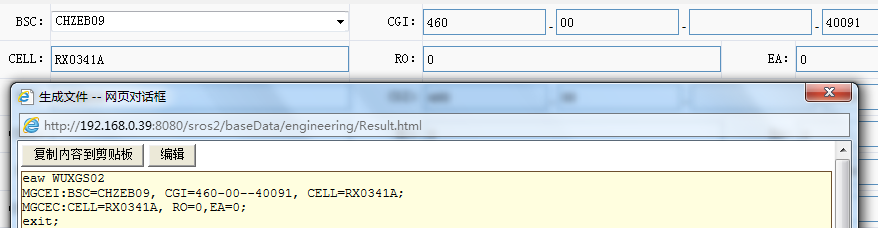 BSC: CHZEB09 CGI: 460 - 00 - - 40091
CELL: RX0341A RO: 0 EA: 0
生成文件 -- 网页对话框
http://192.168.0.39:8080/sros2/baseData/engineering/Result.html
复制内容到剪贴板 编辑
eaw WUXGS02
MGCEI:BSC=CHZEB09, CGI=460-00--40091, CELL=RX0341A;
MGCEC:CELL=RX0341A, RO=0,EA=0;
exit;